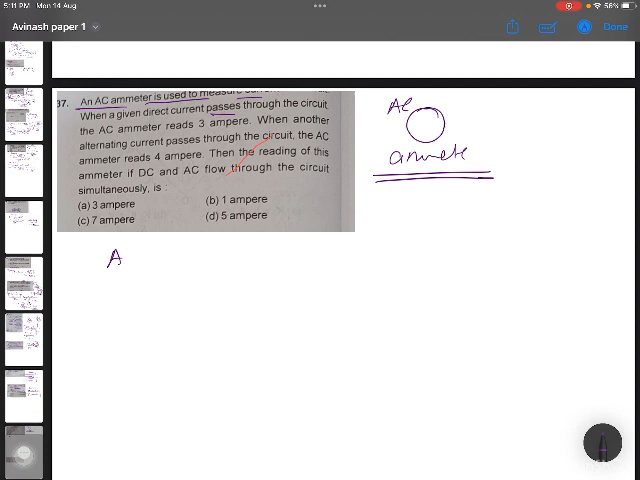 5:11 PM Mon 14 Aug
56%
Avinash paper 1
Done
37. An AC ammeter is used to measure
When a given direct current passes through the circuit,
the AC ammeter reads 3 ampere. When another
alternating current passes through the circuit, the AC
ammeter reads 4 ampere. Then the reading of this
ammeter if DC and AC flow through the circuit
simultaneously, is :
(a) 3 ampere (b) 1 ampere
(c) 7 ampere (d) 5 ampere
AC
A